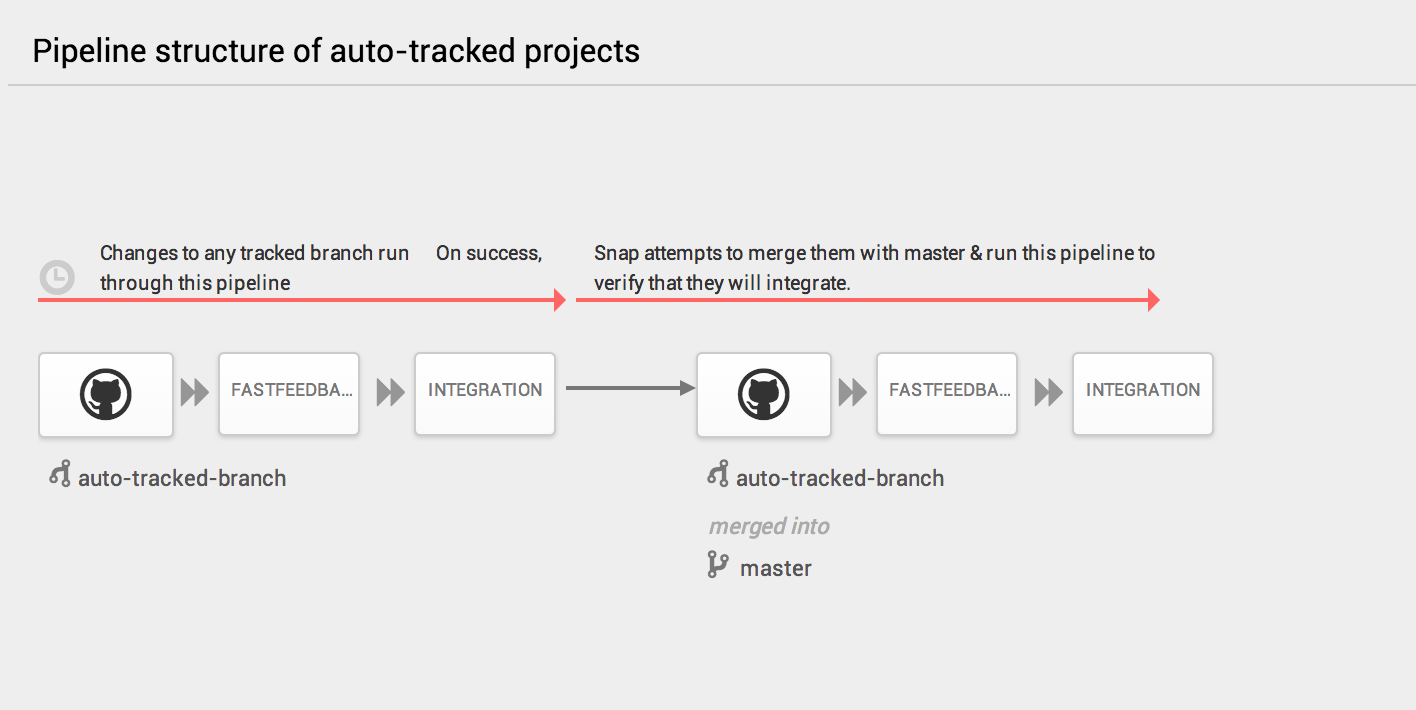 Pipeline structure of auto-tracked projects
Changes to any tracked branch run
through this pipeline
On success,
Snap attempts to merge them with master & run this pipeline to
verify that they will integrate.
FASTFEEDBA...
INTEGRATION
FASTFEEDBA...
INTEGRATION
auto-tracked-branch
auto-tracked-branch
merged into
master